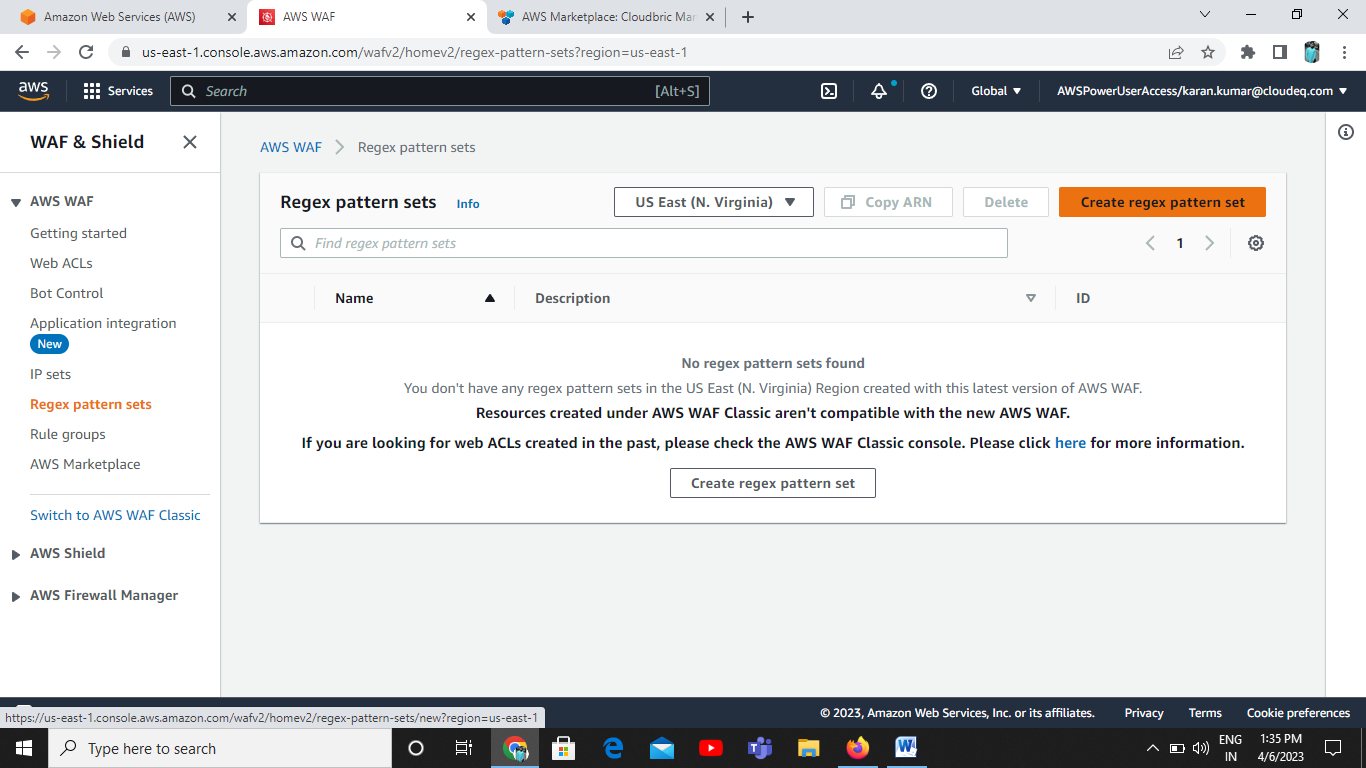 Amazon Web Services (AWS)
AWS WAF
AWS Marketplace: Cloudbric Mar
us-east-1.console.aws.amazon.com/wafv2/homev2/regex-pattern-sets?region=us-east-1
aws
Services
Search
[Alt+S]
Global
AWSPowerUserAccess/karan.kumar@cloudeq.com
WAF & Shield
AWS WAF
Getting started
Web ACLs
Bot Control
Application integration
New
IP sets
Regex pattern sets
Rule groups
AWS Marketplace
Switch to AWS WAF Classic
AWS Shield
AWS Firewall Manager
AWS WAF > Regex pattern sets
Regex pattern sets Info
US East (N. Virginia)
Copy ARN
Delete
Create regex pattern set
Find regex pattern sets
1
Name
Description
ID
No regex pattern sets found
You don't have any regex pattern sets in the US East (N. Virginia) Region created with this latest version of AWS WAF.
Resources created under AWS WAF Classic aren't compatible with the new AWS WAF.
If you are looking for web ACLs created in the past, please check the AWS WAF Classic console. Please click here for more information.
Create regex pattern set
https://us-east-1.console.aws.amazon.com/wafv2/homev2/regex-pattern-sets/new?region=us-east-1
© 2023, Amazon Web Services, Inc. or its affiliates.
Privacy
Terms
Cookie preferences
Type here to search
ENG
IN
1:35 PM
4/6/2023